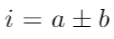 i = a ± b